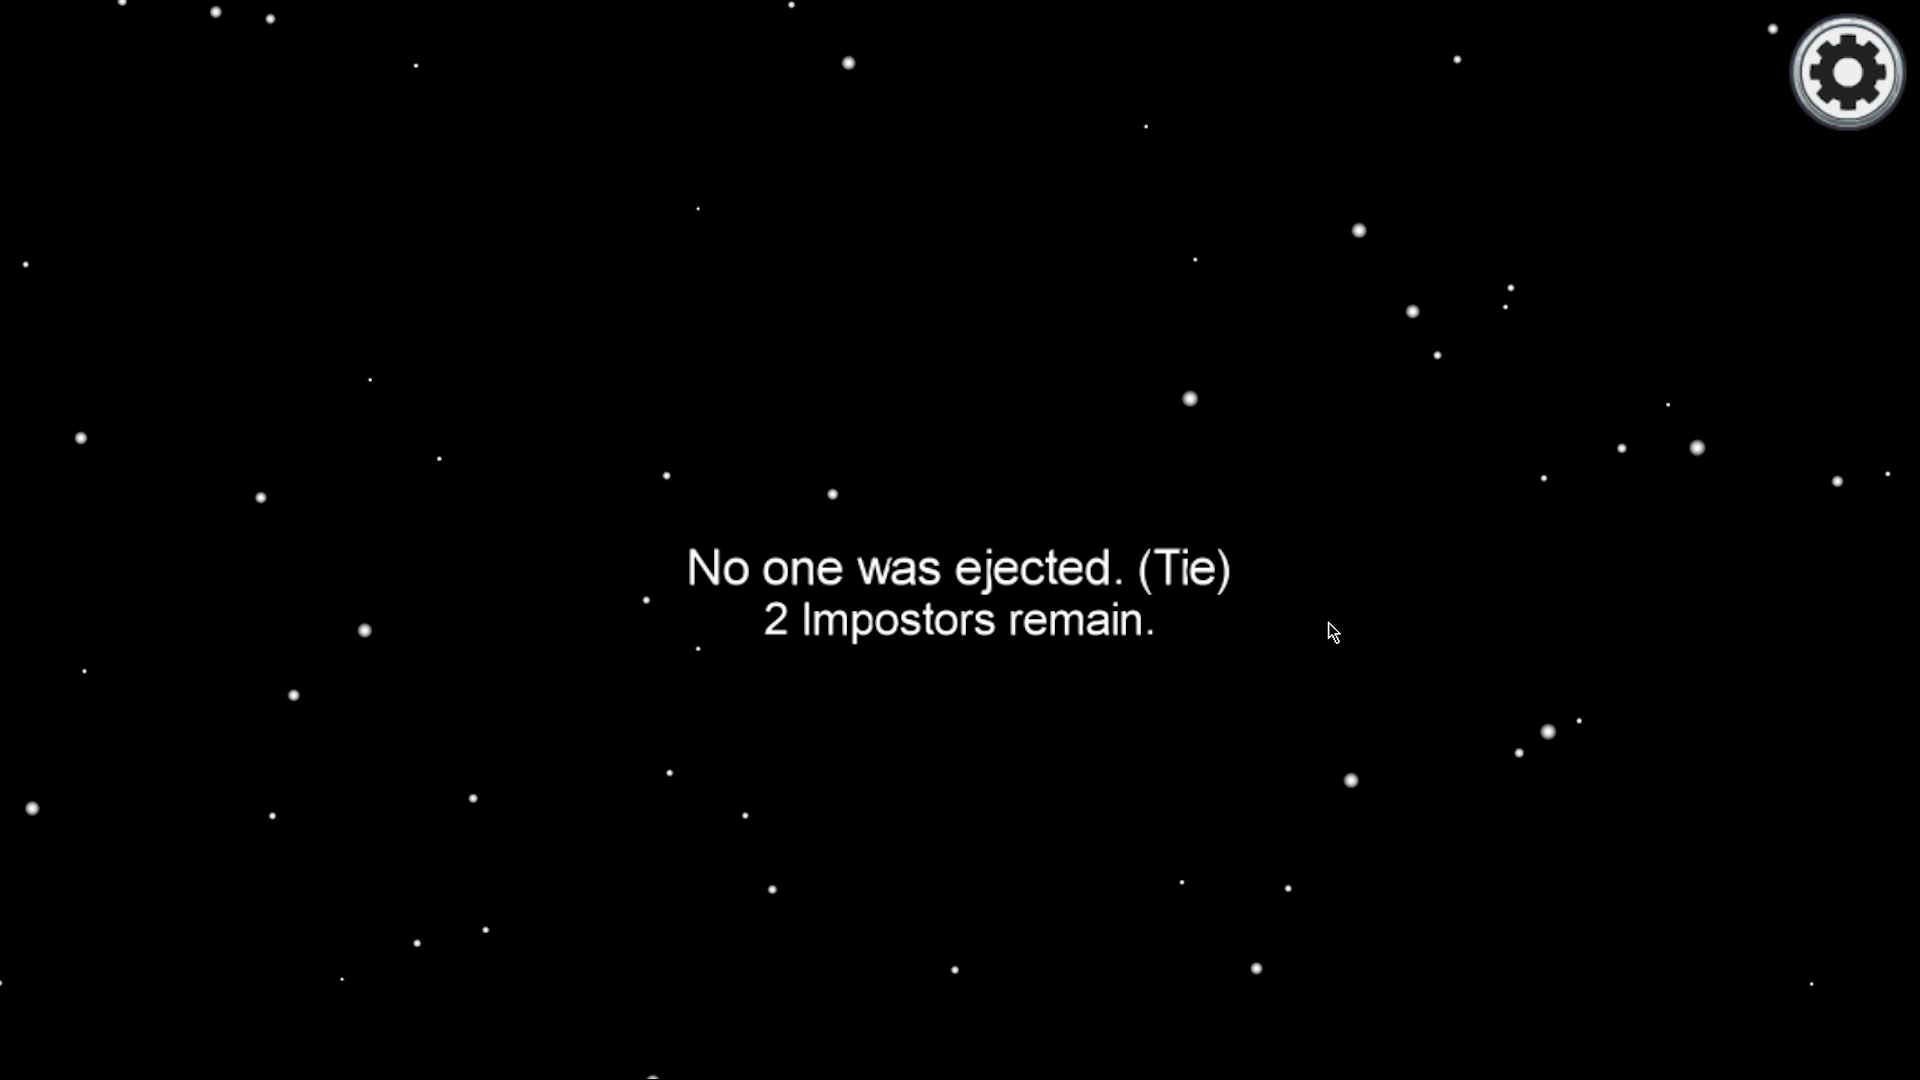 No one was ejected. (Tie)
2 Impostors remain.